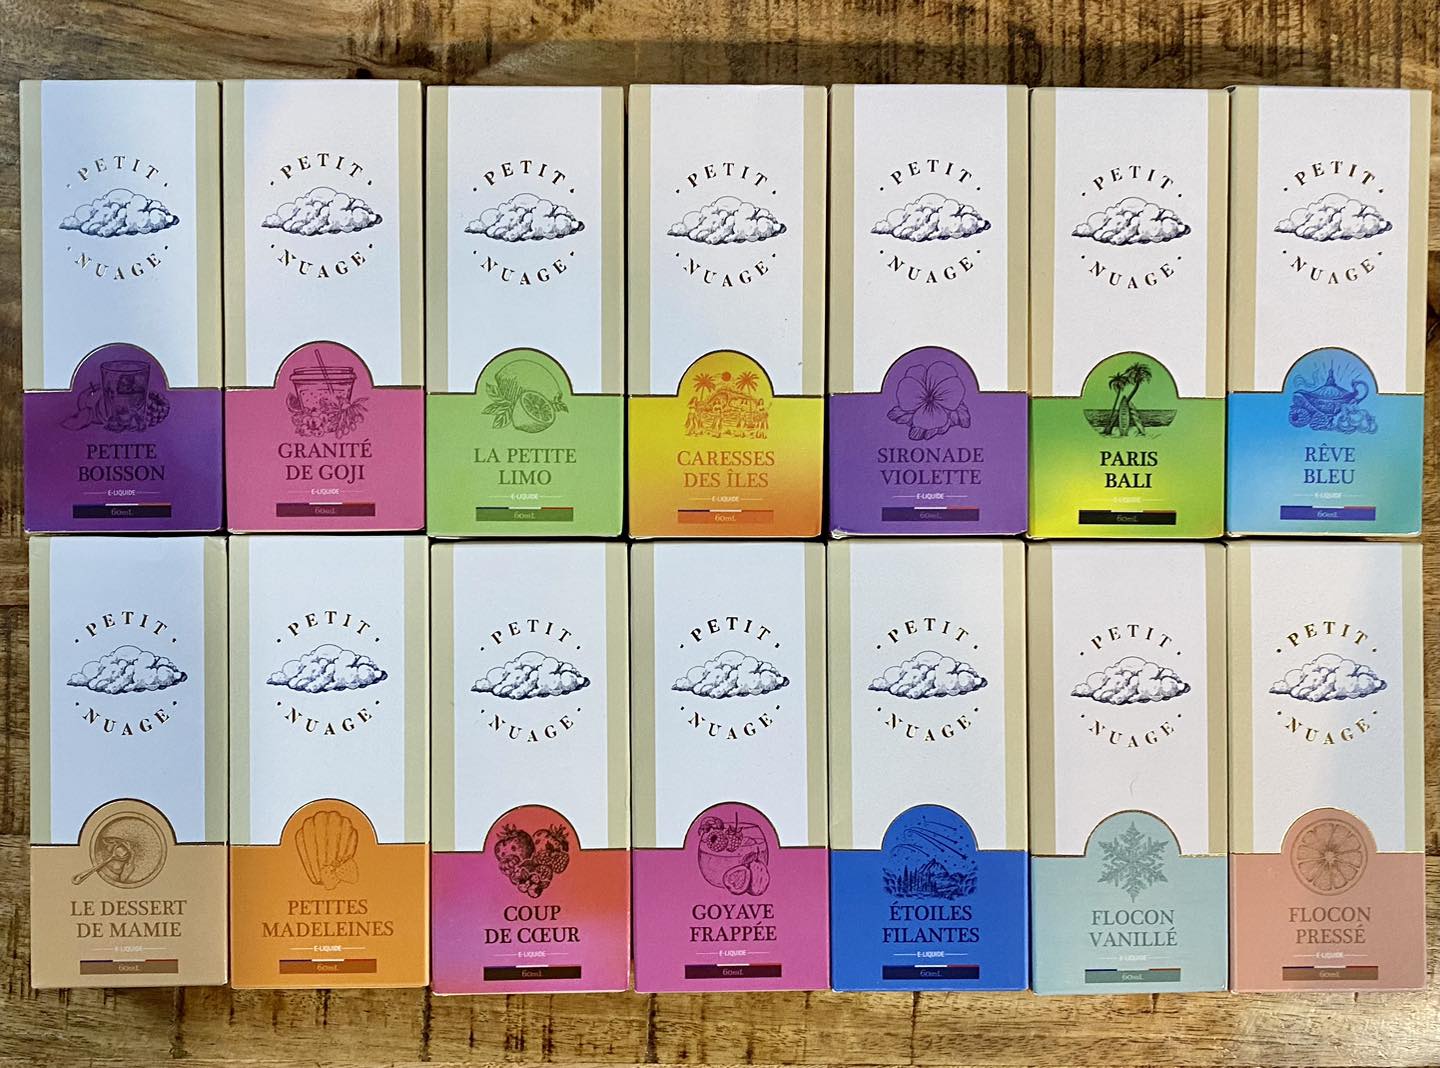 PETIT
NUAGE
PETITE
BOISSON
E-LIQUIDE
60mL
PETIT
NUAGE
GRANITÉ
DE GOJI
E-LIQUIDE
60mL
PETIT
NUAGE
LA PETITE
LIMO
E-LIQUIDE
60mL
PETIT
NUAGE
CARESSES
DES ÎLES
E-LIQUIDE
60mL
PETIT
NUAGE
SIRONADE
VIOLETTE
E-LIQUIDE
60mL
PETIT
NUAGE
PARIS
BALI
E-LIQUIDE
60mL
PETIT
NUAGE
RÊVE
BLEU
E-LIQUIDE
60mL
PETIT
NUAGE
LE DESSERT
DE MAMIE
E-LIQUIDE
60mL
PETIT
NUAGE
PETITES
MADELEINES
E-LIQUIDE
60mL
PETIT
NUAGE
COUP
DE CŒUR
E-LIQUIDE
60mL
PETIT
NUAGE
GOYAVE
FRAPPÉE
E-LIQUIDE
60mL
PETIT
NUAGE
ÉTOILES
FILANTES
E-LIQUIDE
60mL
PETIT
NUAGE
FLOCON
VANILLÉ
E-LIQUIDE
60mL
PETIT
NUAGE
FLOCON
PRESSÉ
E-LIQUIDE
60mL